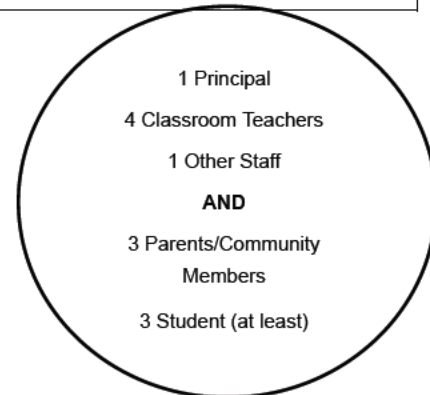 1 Principal
4 Classroom Teachers
1 Other Staff
AND
3 Parents/Community
Members
3 Student (at least)